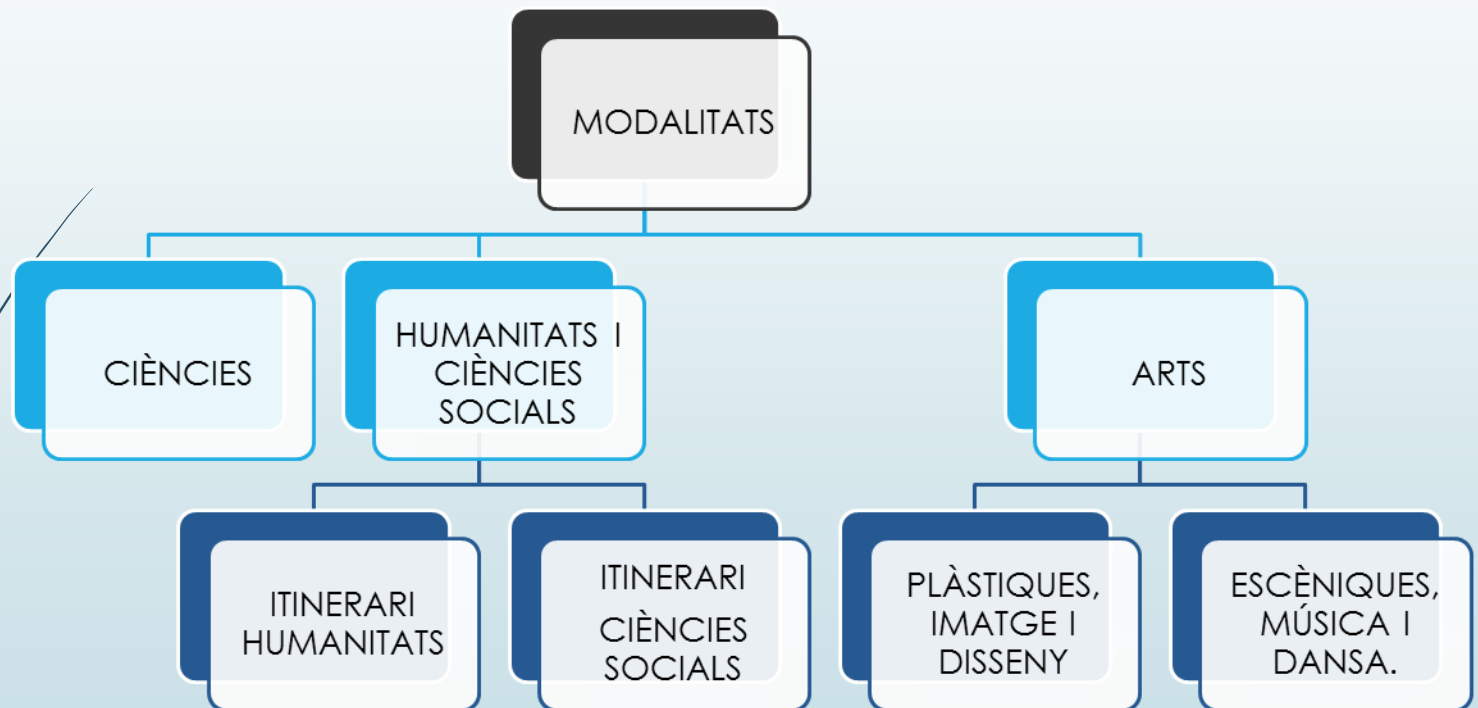 MODALITATS
CIÈNCIES
HUMANITATS I
CIÈNCIES
SOCIALS
ARTS
ITINERARI
HUMANITATS
ITINERARI
CIÈNCIES
SOCIALS
PLÀSTIQUES,
IMATGE I
DISSENY
ESCÈNIQUES,
MÚSICA I
DANSA.